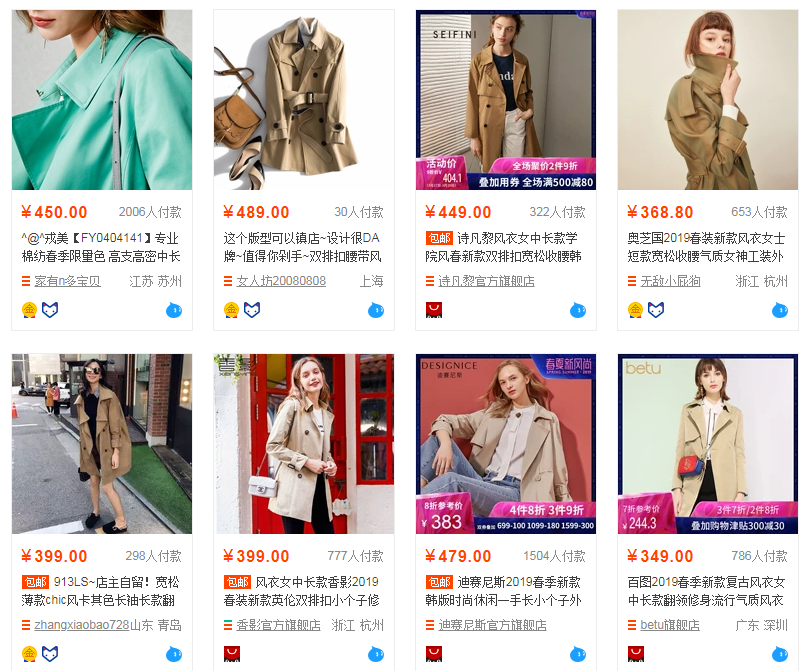 SEIFINI
活动价
404.1
全场聚价2件9折
叠加用券 全场满500减80
¥450.00 2006人付款
^@^戎美【FY0404141】专业
棉纺春季限量色 高支高密中长
家有n多宝贝 江苏 苏州
¥489.00 30人付款
这个版型可以镇店~设计很DA
牌~值得你剁手~双排扣腰带风
女人坊20080808 上海
¥449.00 322人付款
包邮 诗凡黎风衣女中长款学
院风春新款双排扣宽松收腰韩
诗凡黎官方旗舰店
¥368.80 653人付款
奥芝国2019春装新款风衣女士
短款宽松收腰气质女神工装外
无敌小屁狗 浙江 杭州
香影
DESIGNICE
迪赛尼斯
春夏新风尚
SPRING SUMMER 2019
8折参考价
¥383
4件8折 3件9折
699-100 1099-180 1599-300
betu
7折参考价
¥244.3
3件7折/2件8折
叠加购物津贴300减30
¥399.00 298人付款
包邮 913LS~店主自留！宽松
薄款chic风卡其色长袖长款翻
zhangxiaobao728 山东 青岛
¥399.00 777人付款
包邮 风衣女中长款香影2019
春装新款英伦双排扣小个子修
香影官方旗舰店 浙江 杭州
¥479.00 1504人付款
包邮 迪赛尼斯2019春季新款
韩版时尚休闲一手长小个子外
迪赛尼斯官方旗舰店
¥349.00 786人付款
百图2019春季新款复古风衣女
中长款翻领修身流行气质风衣
betu旗舰店 广东 深圳